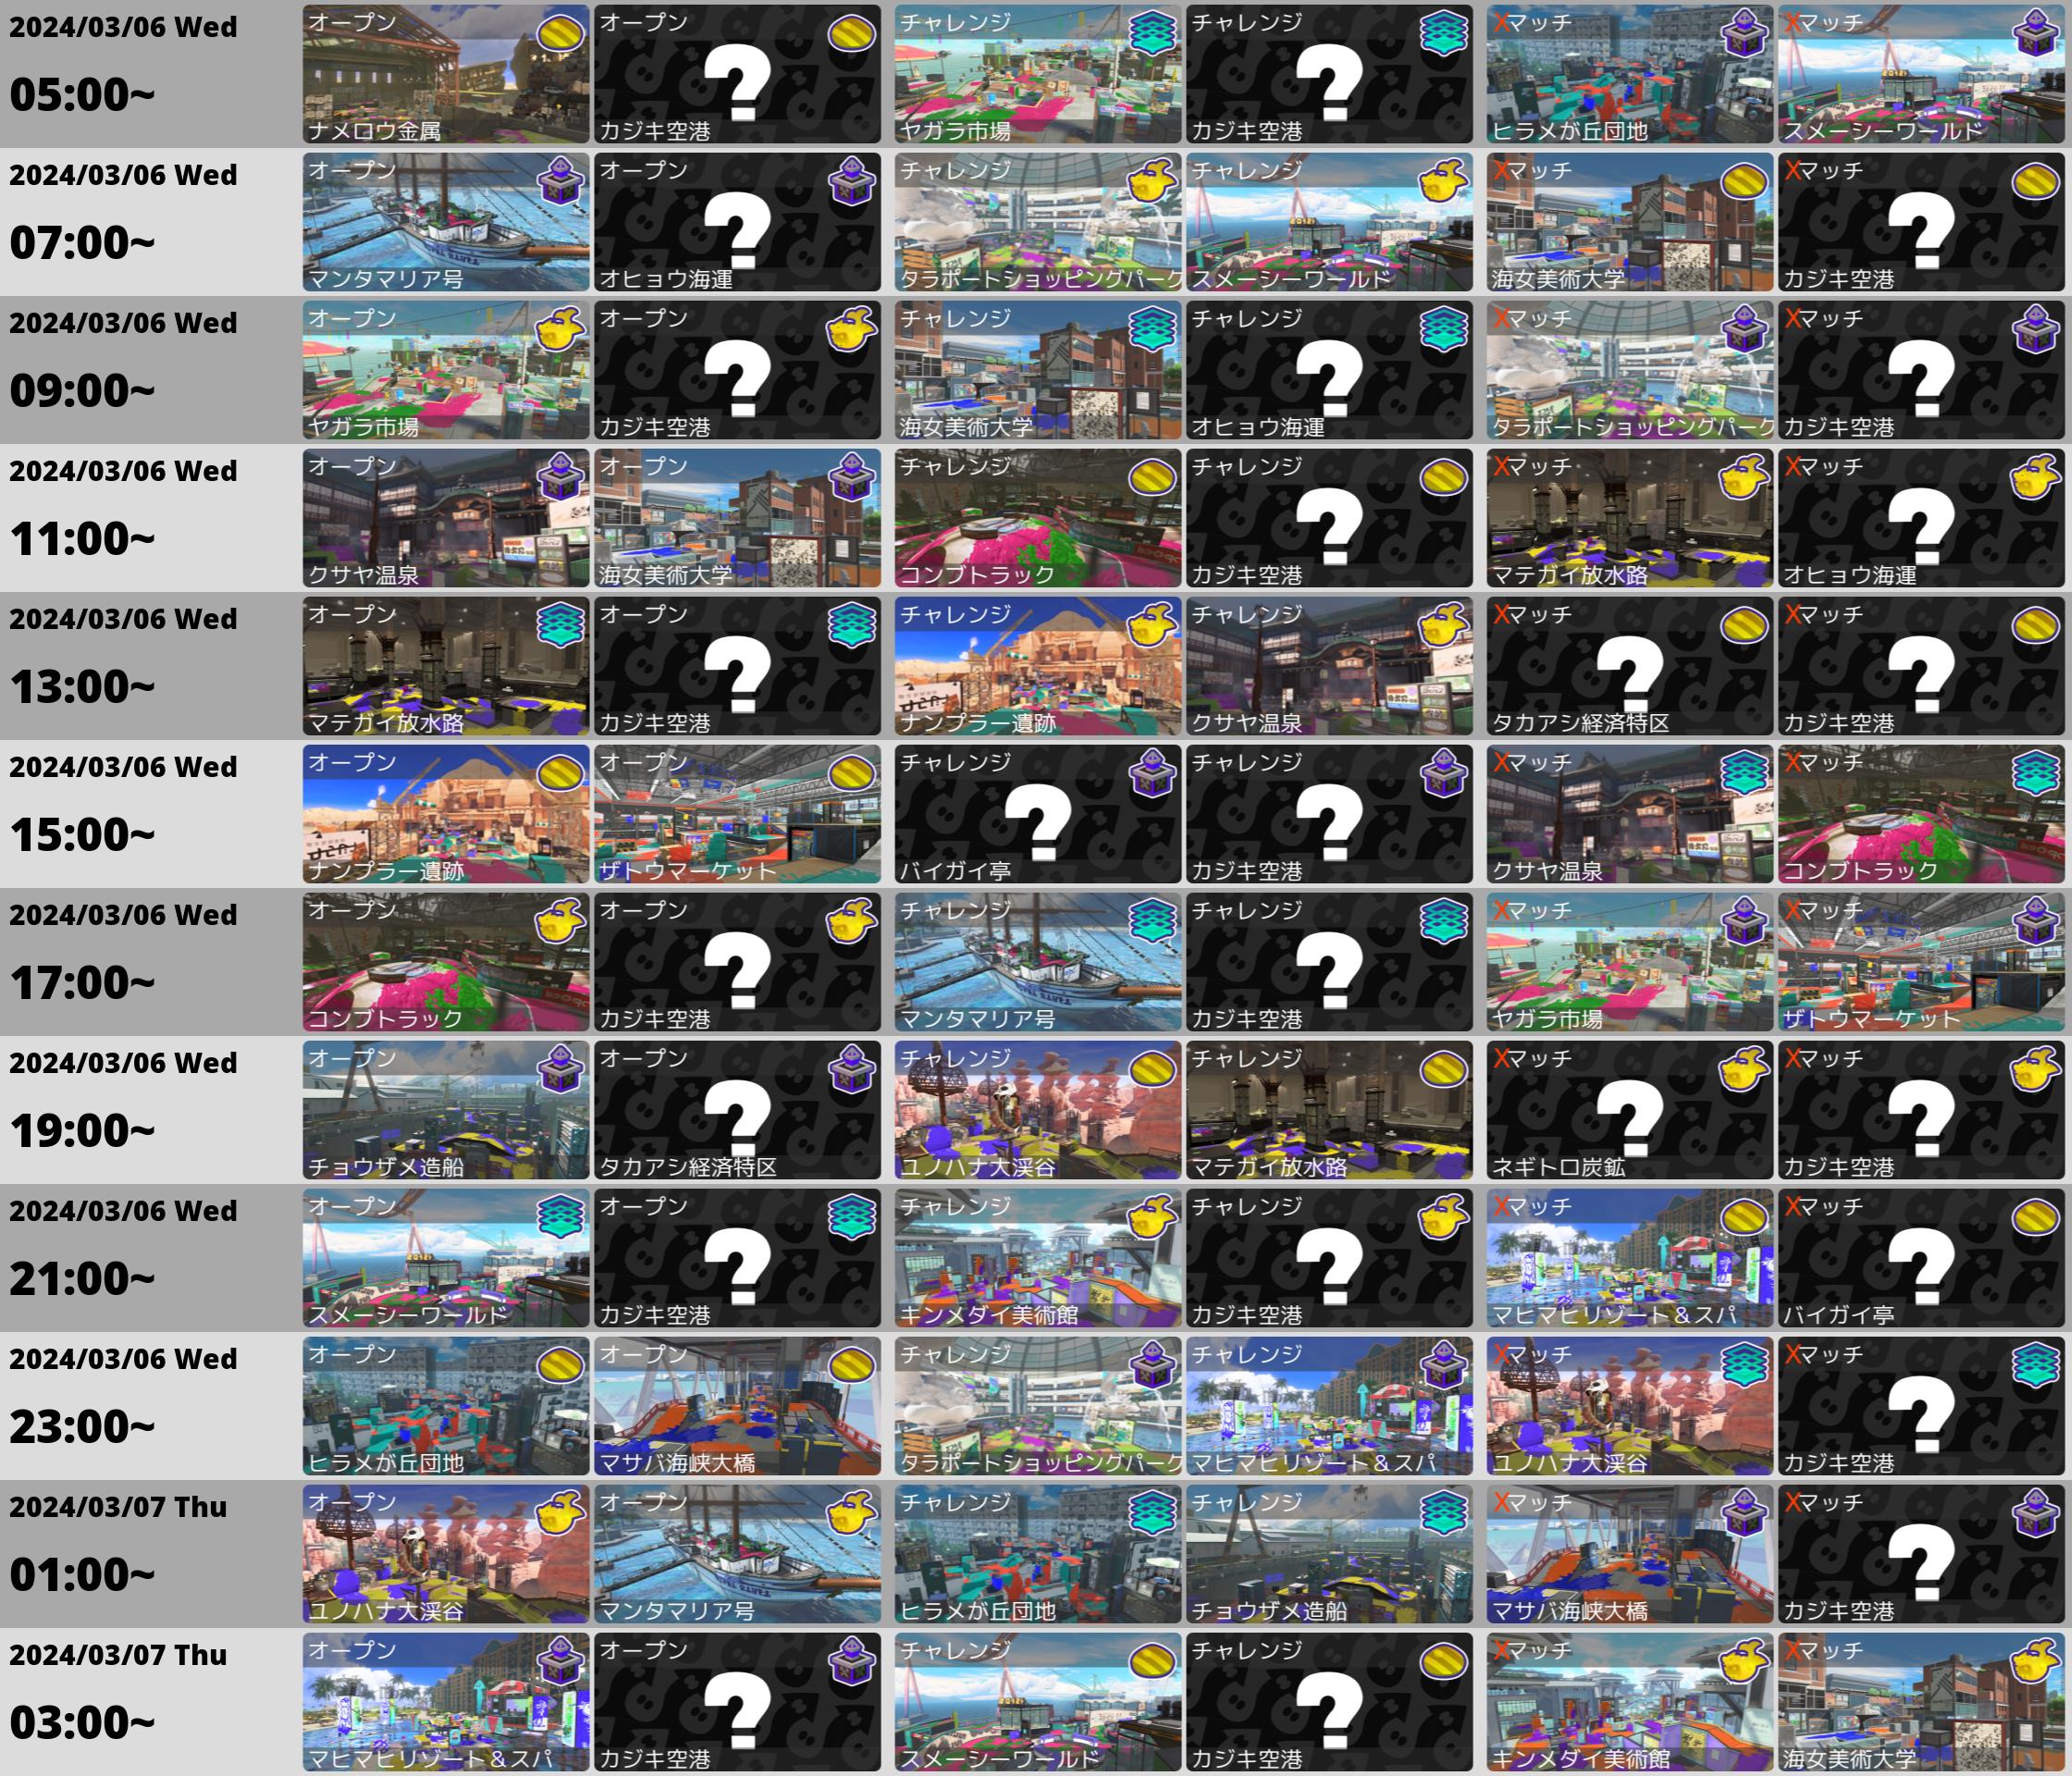 2024/03/06 Wed
05:00~
オープン
ナメロウ金属
オープン
カジキ空港
チャレンジ
ヤガラ市場
チャレンジ
カジキ空港
Xマッチ
ヒラメが丘団地
Xマッチ
スメーシーワールド
2024/03/06 Wed
07:00~
オープン
マンタマリア号
オープン
オヒョウ海運
チャレンジ
タラポートショッピングパーク
チャレンジ
スメーシーワールド
Xマッチ
海女美術大学
Xマッチ
カジキ空港
2024/03/06 Wed
09:00~
オープン
ヤガラ市場
オープン
カジキ空港
チャレンジ
海女美術大学
チャレンジ
オヒョウ海運
Xマッチ
タラポートショッピングパーク
Xマッチ
カジキ空港
2024/03/06 Wed
11:00~
オープン
クサヤ温泉
オープン
海女美術大学
チャレンジ
コンブトラック
チャレンジ
カジキ空港
Xマッチ
マテガイ放水路
Xマッチ
オヒョウ海運
2024/03/06 Wed
13:00~
オープン
マテガイ放水路
オープン
カジキ空港
チャレンジ
ナンプラー遺跡
チャレンジ
クサヤ温泉
Xマッチ
タカアシ経済特区
Xマッチ
カジキ空港
2024/03/06 Wed
15:00~
オープン
ナンプラー遺跡
オープン
ザトウマーケット
チャレンジ
バイガイ亭
チャレンジ
カジキ空港
Xマッチ
クサヤ温泉
Xマッチ
コンブトラック
2024/03/06 Wed
17:00~
オープン
コンブトラック
オープン
カジキ空港
チャレンジ
マンタマリア号
チャレンジ
カジキ空港
Xマッチ
ヤガラ市場
Xマッチ
ザトウマーケット
2024/03/06 Wed
19:00~
オープン
チョウザメ造船
オープン
タカアシ経済特区
チャレンジ
ユノハナ大渓谷
チャレンジ
マテガイ放水路
Xマッチ
ネギトロ炭鉱
Xマッチ
カジキ空港
2024/03/06 Wed
21:00~
オープン
スメーシーワールド
オープン
カジキ空港
チャレンジ
キンメダイ美術館
チャレンジ
カジキ空港
Xマッチ
マヒマヒリゾート＆スパ
Xマッチ
バイガイ亭
2024/03/06 Wed
23:00~
オープン
ヒラメが丘団地
オープン
マサバ海峡大橋
チャレンジ
タラポートショッピングパーク
チャレンジ
マヒマヒリゾート＆スパ
Xマッチ
ユノハナ大渓谷
Xマッチ
カジキ空港
2024/03/07 Thu
01:00~
オープン
ユノハナ大渓谷
オープン
マンタマリア号
チャレンジ
ヒラメが丘団地
チャレンジ
チョウザメ造船
Xマッチ
マサバ海峡大橋
Xマッチ
カジキ空港
2024/03/07 Thu
03:00~
オープン
マヒマヒリゾート＆スパ
オープン
カジキ空港
チャレンジ
スメーシーワールド
チャレンジ
カジキ空港
Xマッチ
キンメダイ美術館
Xマッチ
海女美術大学